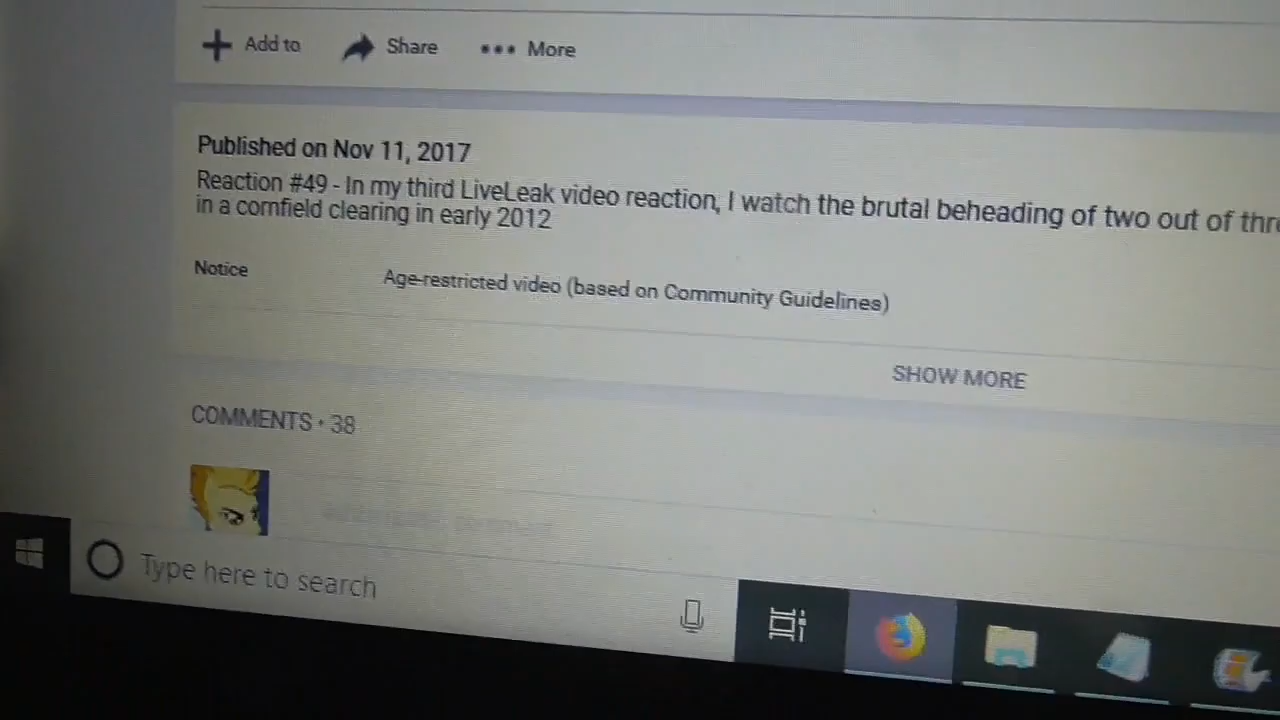 Add to Share More
Published on Nov 11, 2017
Reaction #49 - In my third LiveLeak video reaction, I watch the brutal beheading of two out of thre
in a cornfield clearing in early 2012
Notice Age-restricted video (based on Community Guidelines)
SHOW MORE
COMMENTS • 38
Type here to search